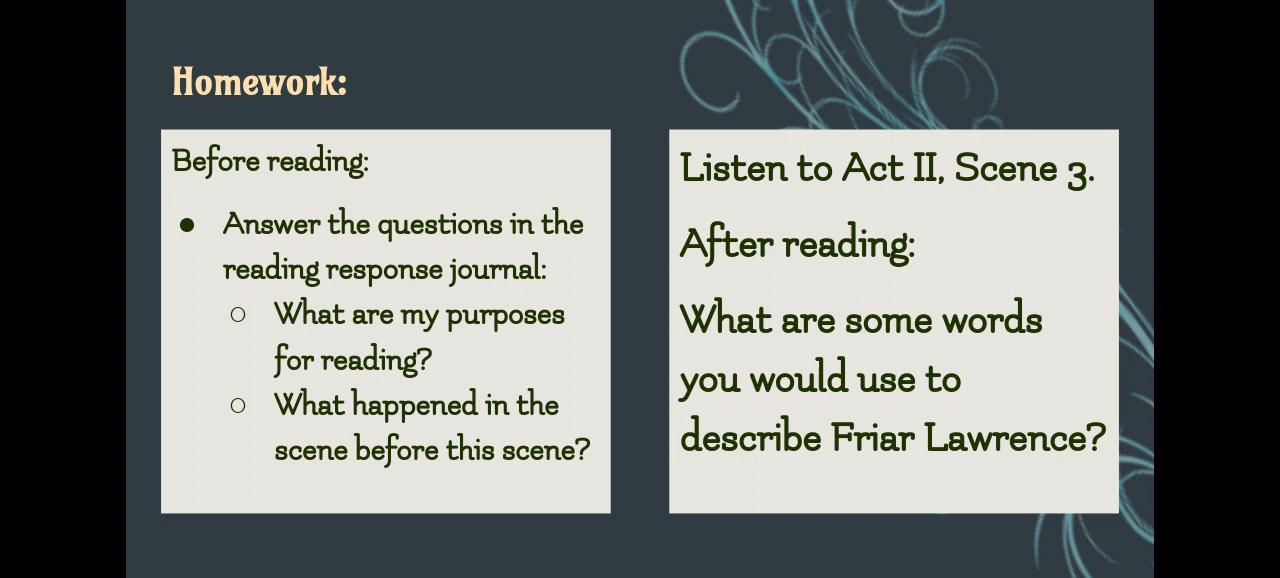 Homework:
Before reading:
● Answer the questions in the
reading response journal:
○ What are my purposes
for reading?
○ What happened in the
scene before this scene?
Listen to Act II, Scene 3.
After reading:
What are some words
you would use to
describe Friar Lawrence?